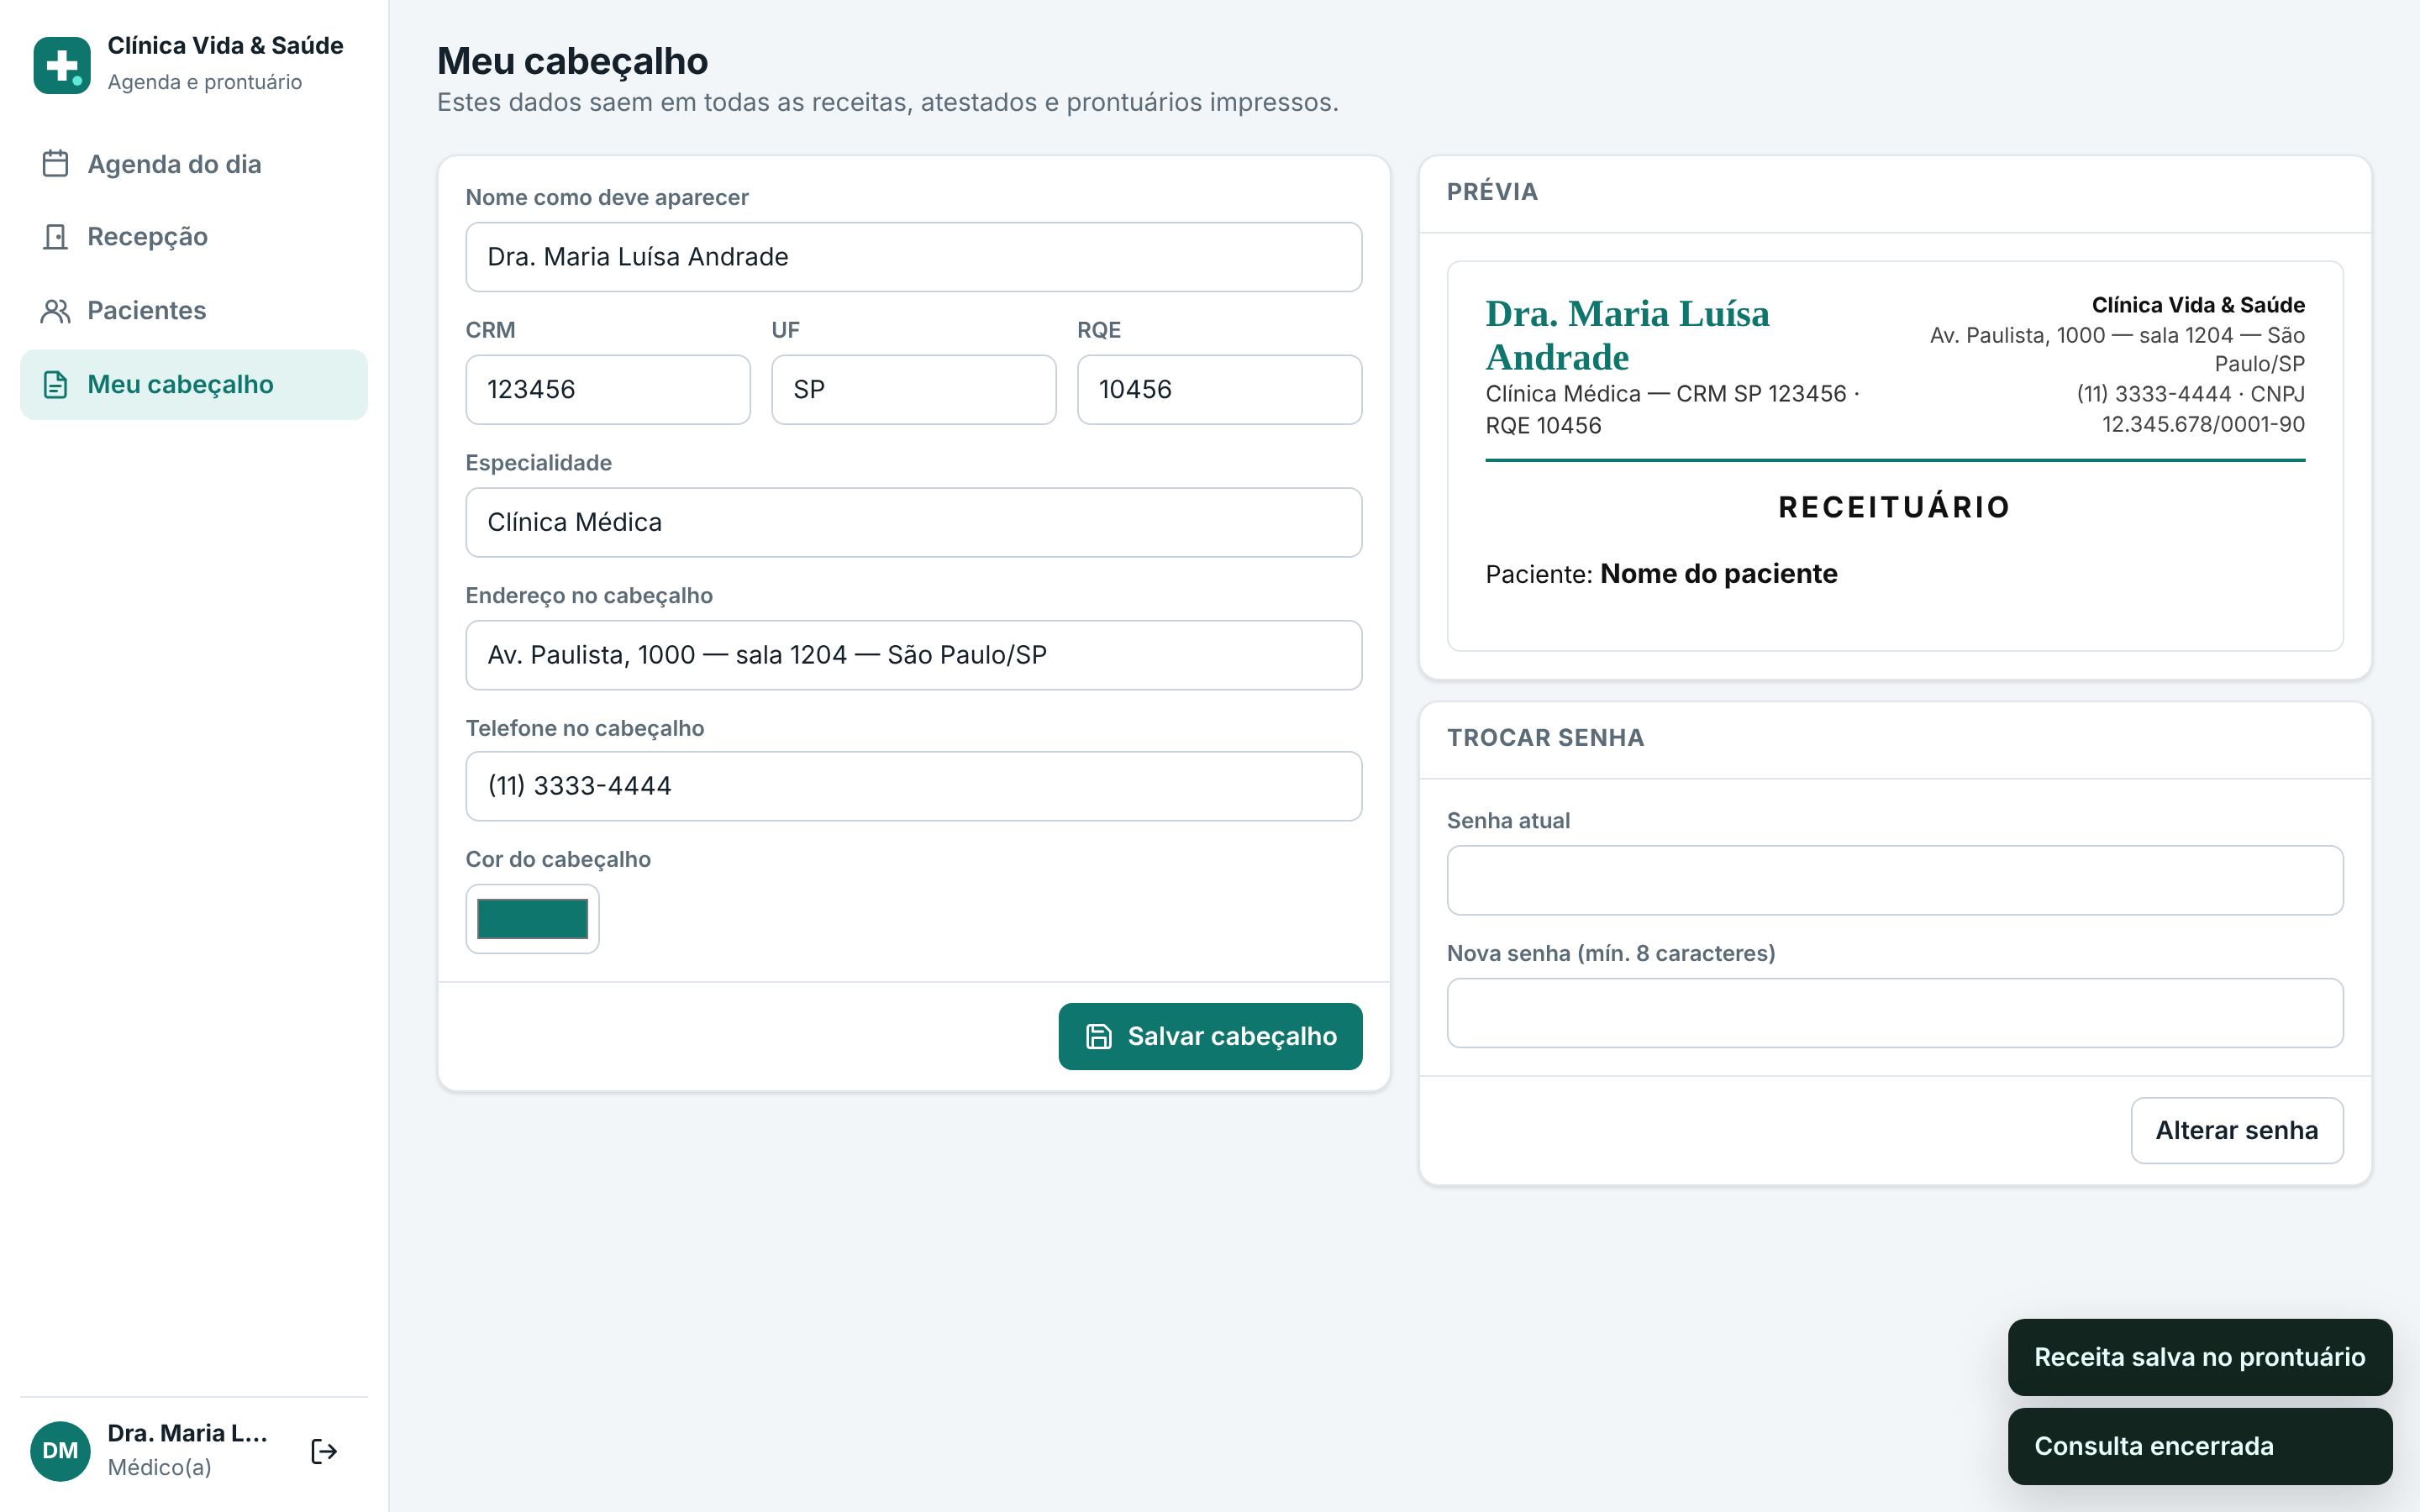 Clínica Vida & Saúde
Agenda e prontuário
Agenda do dia
Recepção
Pacientes
Meu cabeçalho
DM
Dra. Maria L...
Médico(a)
Meu cabeçalho
Estes dados saem em todas as receitas, atestados e prontuários impressos.
Nome como deve aparecer
Dra. Maria Luísa Andrade
CRM
UF
RQE
123456
SP
10456
Especialidade
Clínica Médica
Endereço no cabeçalho
Av. Paulista, 1000 — sala 1204 — São Paulo/SP
Telefone no cabeçalho
(11) 3333-4444
Cor do cabeçalho
Salvar cabeçalho
PRÉVIA
Dra. Maria Luísa
Andrade
Clínica Médica — CRM SP 123456 ·
RQE 10456
Clínica Vida & Saúde
Av. Paulista, 1000 — sala 1204 — São
Paulo/SP
(11) 3333-4444 · CNPJ
12.345.678/0001-90
RECEITUÁRIO
Paciente: Nome do paciente
TROCAR SENHA
Senha atual
Nova senha (mín. 8 caracteres)
Alterar senha
Receita salva no prontuário
Consulta encerrada